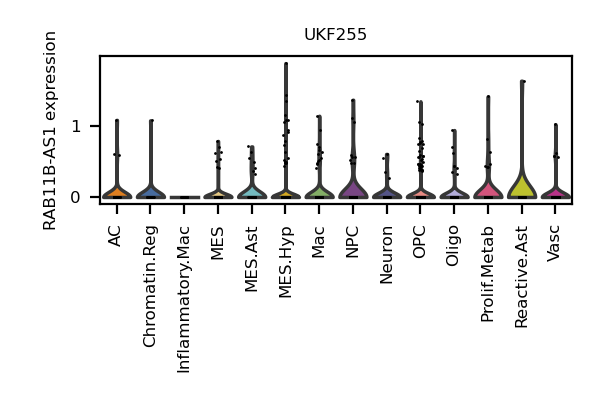 UKF255
RAB11B-AS1 expression
1
0
AC
Chromatin.Reg
Inflammatory.Mac
MES
MES.Ast
MES.Hyp
Mac
NPC
Neuron
OPC
Oligo
Prolif.Metab
Reactive.Ast
Vasc